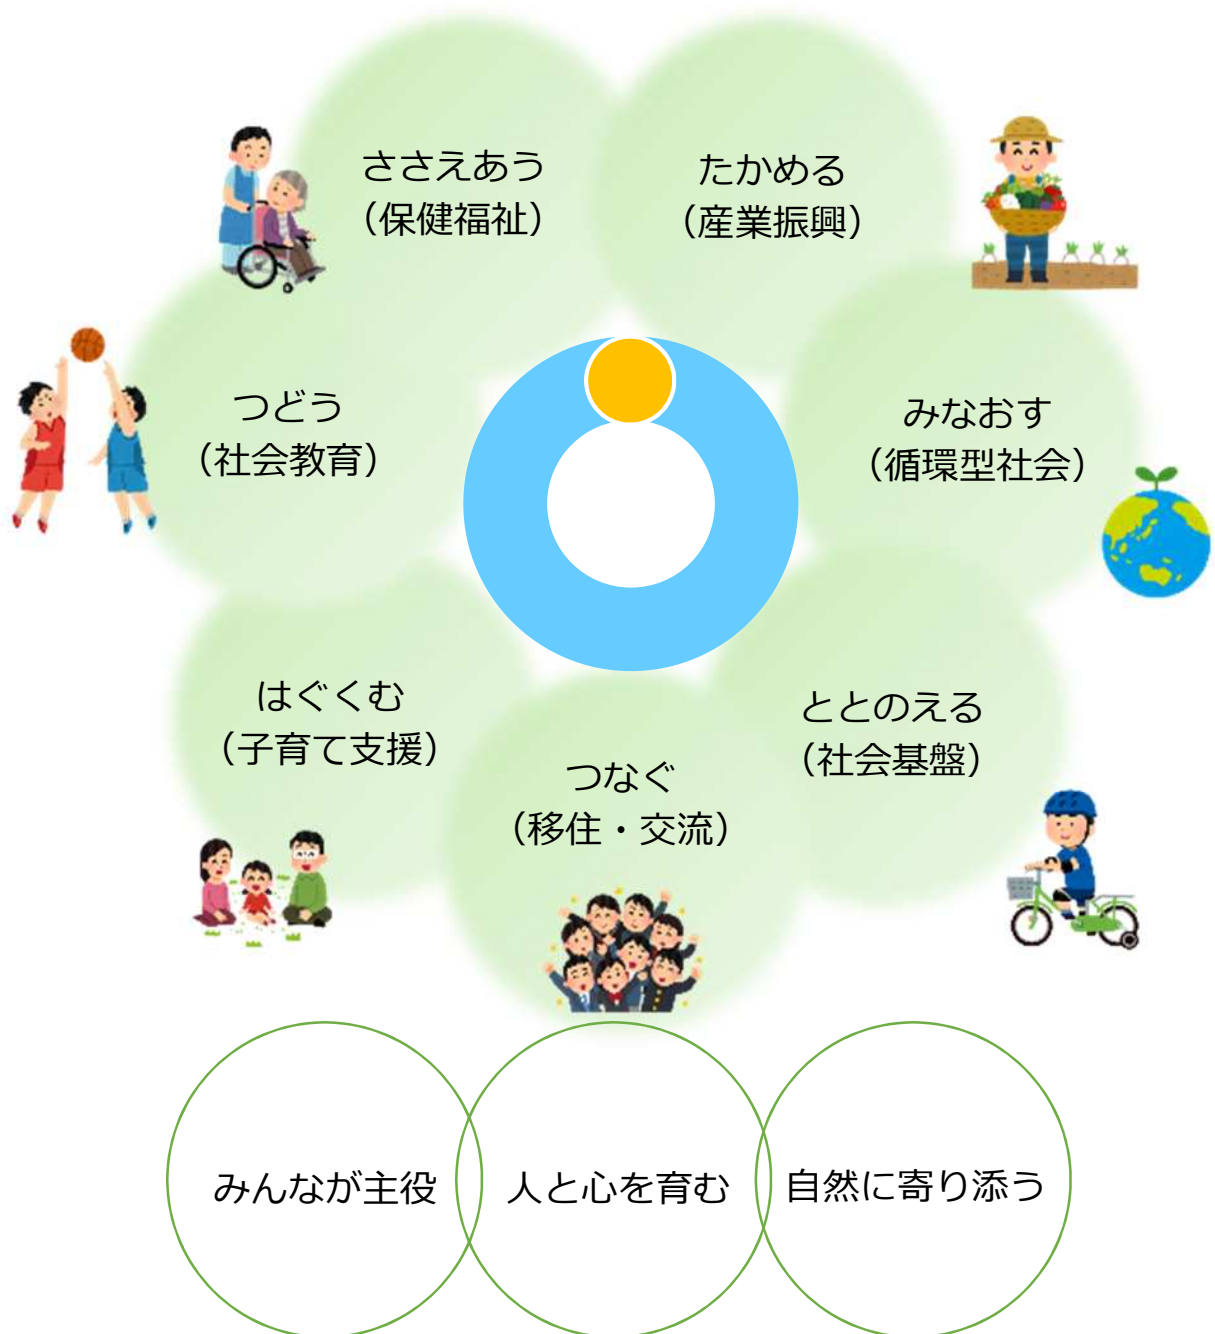 ささえあう
（保健福祉）
たかめる
（産業振興）
つどう
（社会教育）
みなおす
（循環型社会）
はぐくむ
（子育て支援）
ととのえる
（社会基盤）
つなぐ
（移住・交流）
みんなが主役
人と心を育む
自然に寄り添う